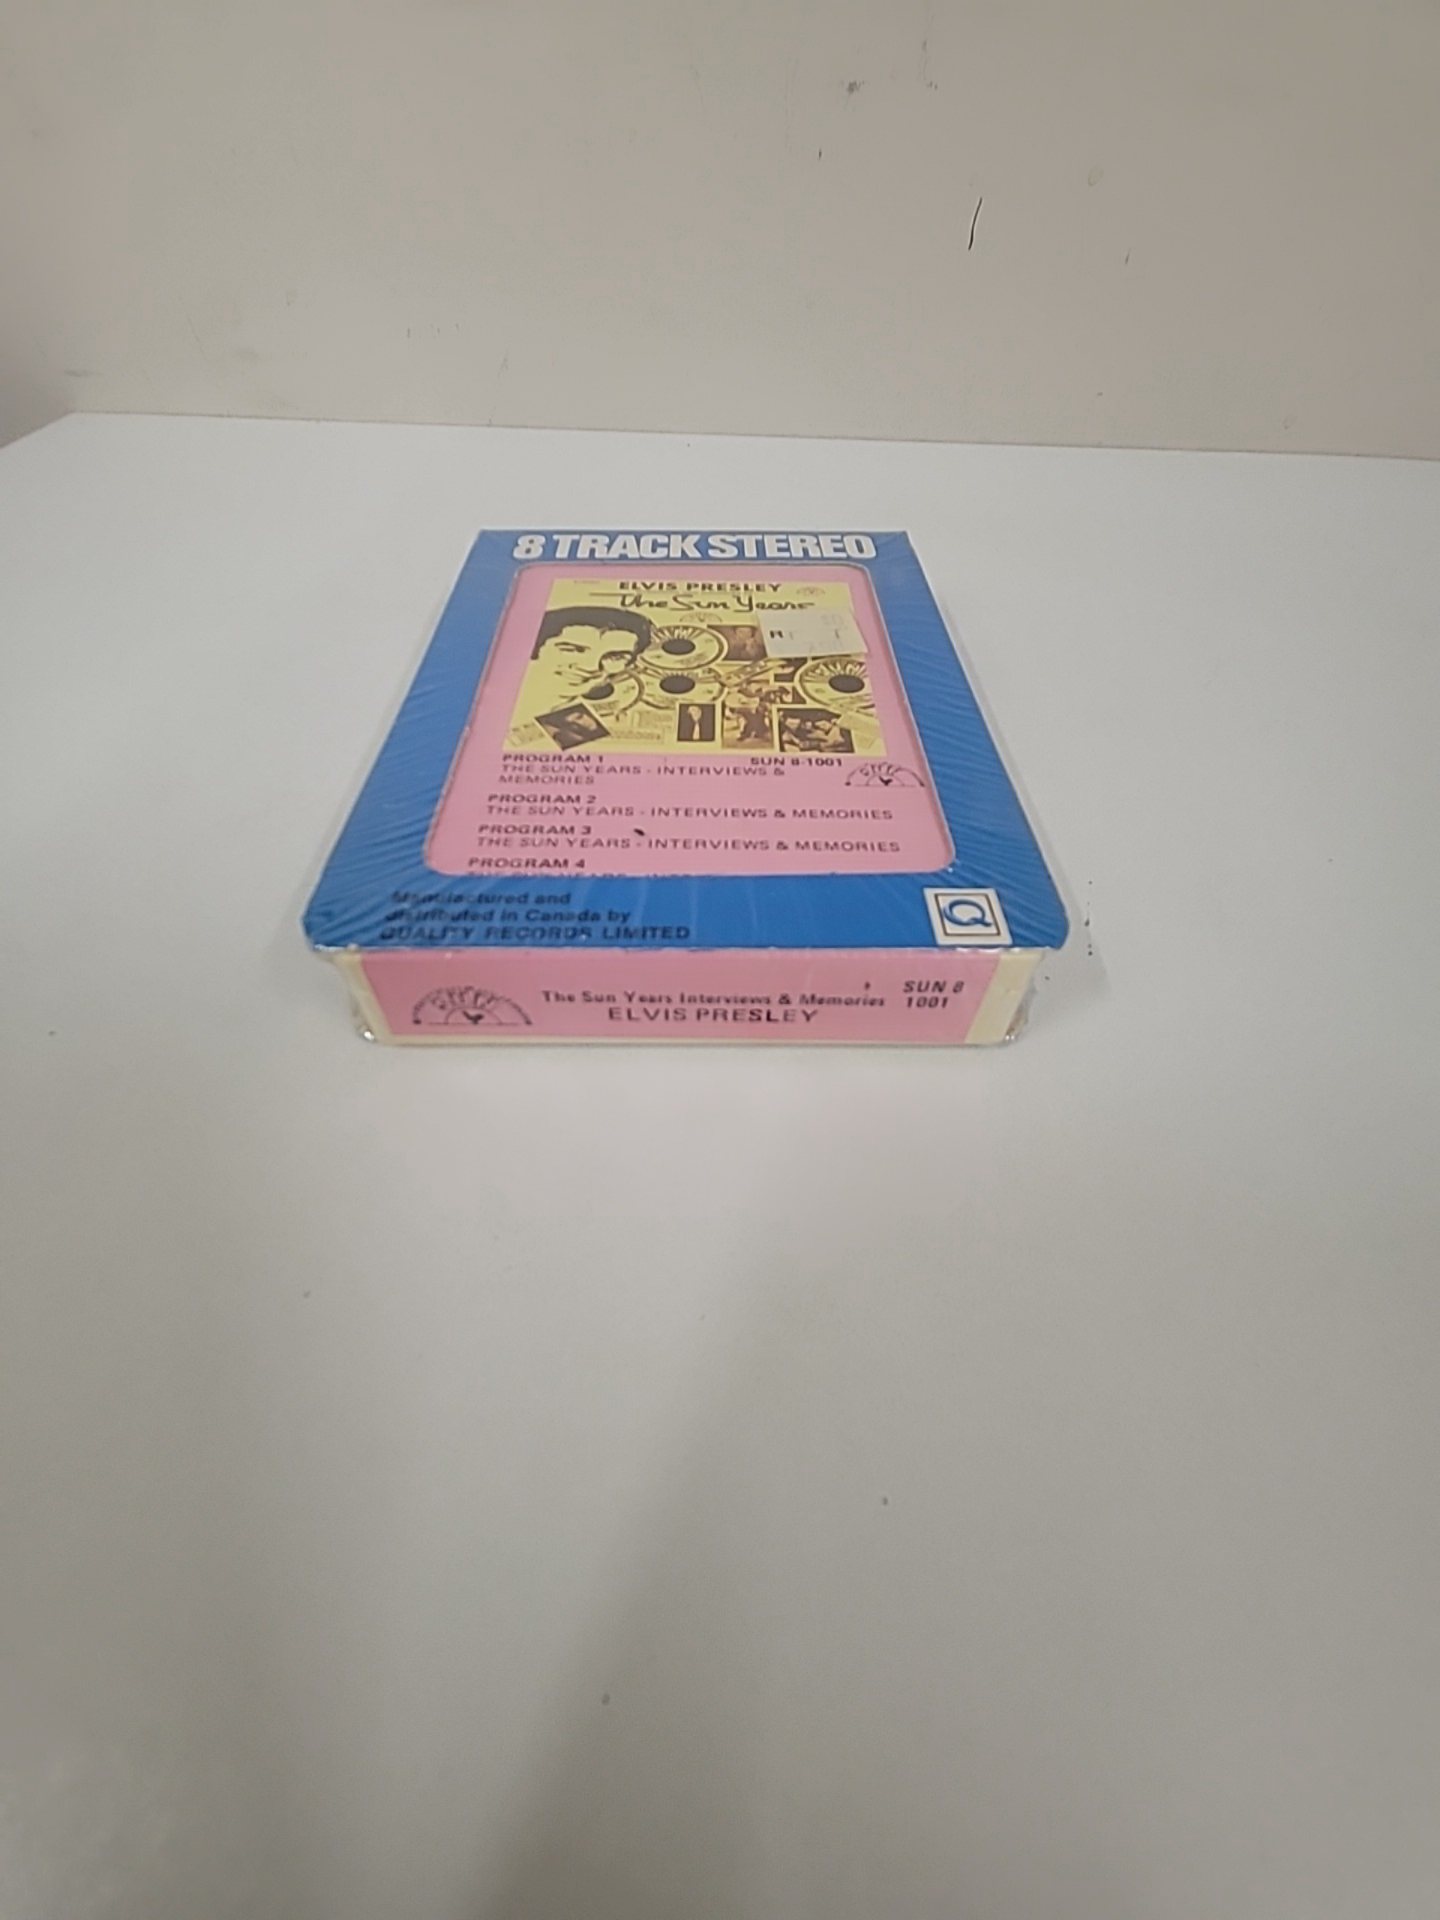 8 TRACK STEREO
ELVIS PRESLEY
The Sun Years
PROGRAM 1 SUN 8-1001
THE SUN YEARS - INTERVIEWS &
MEMORIES
PROGRAM 2
THE SUN YEARS - INTERVIEWS & MEMORIES
PROGRAM 3
THE SUN YEARS - INTERVIEWS & MEMORIES
PROGRAM 4
Manufactured and
distributed in Canada by
QUALITY RECORDS LIMITED
Q
The Sun Years Interviews & Memories
ELVIS PRESLEY
SUN 8
1001